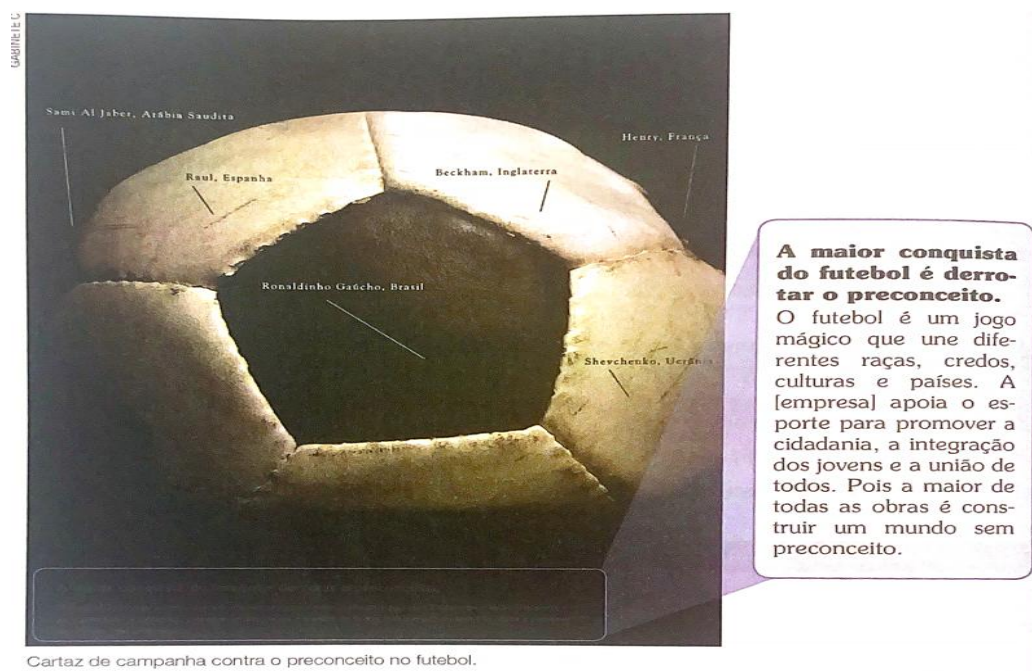 GABINETE C
Sami Al Jaber, Arábia Saudita
Henry, França
Raul, Espanha
Beckham, Inglaterra
Ronaldinho Gaúcho, Brasil
Shevchenko, Ucrânia
A maior conquista
do futebol é derro-
tar o preconceito.
O futebol é um jogo
mágico que une dife-
rentes raças, credos,
culturas e países. A
[empresa] apoia o es-
porte para promover a
cidadania, a integração
dos jovens e a união de
todos. Pois a maior de
todas as obras é cons-
truir um mundo sem
preconceito.
Cartaz de campanha contra o preconceito no futebol.